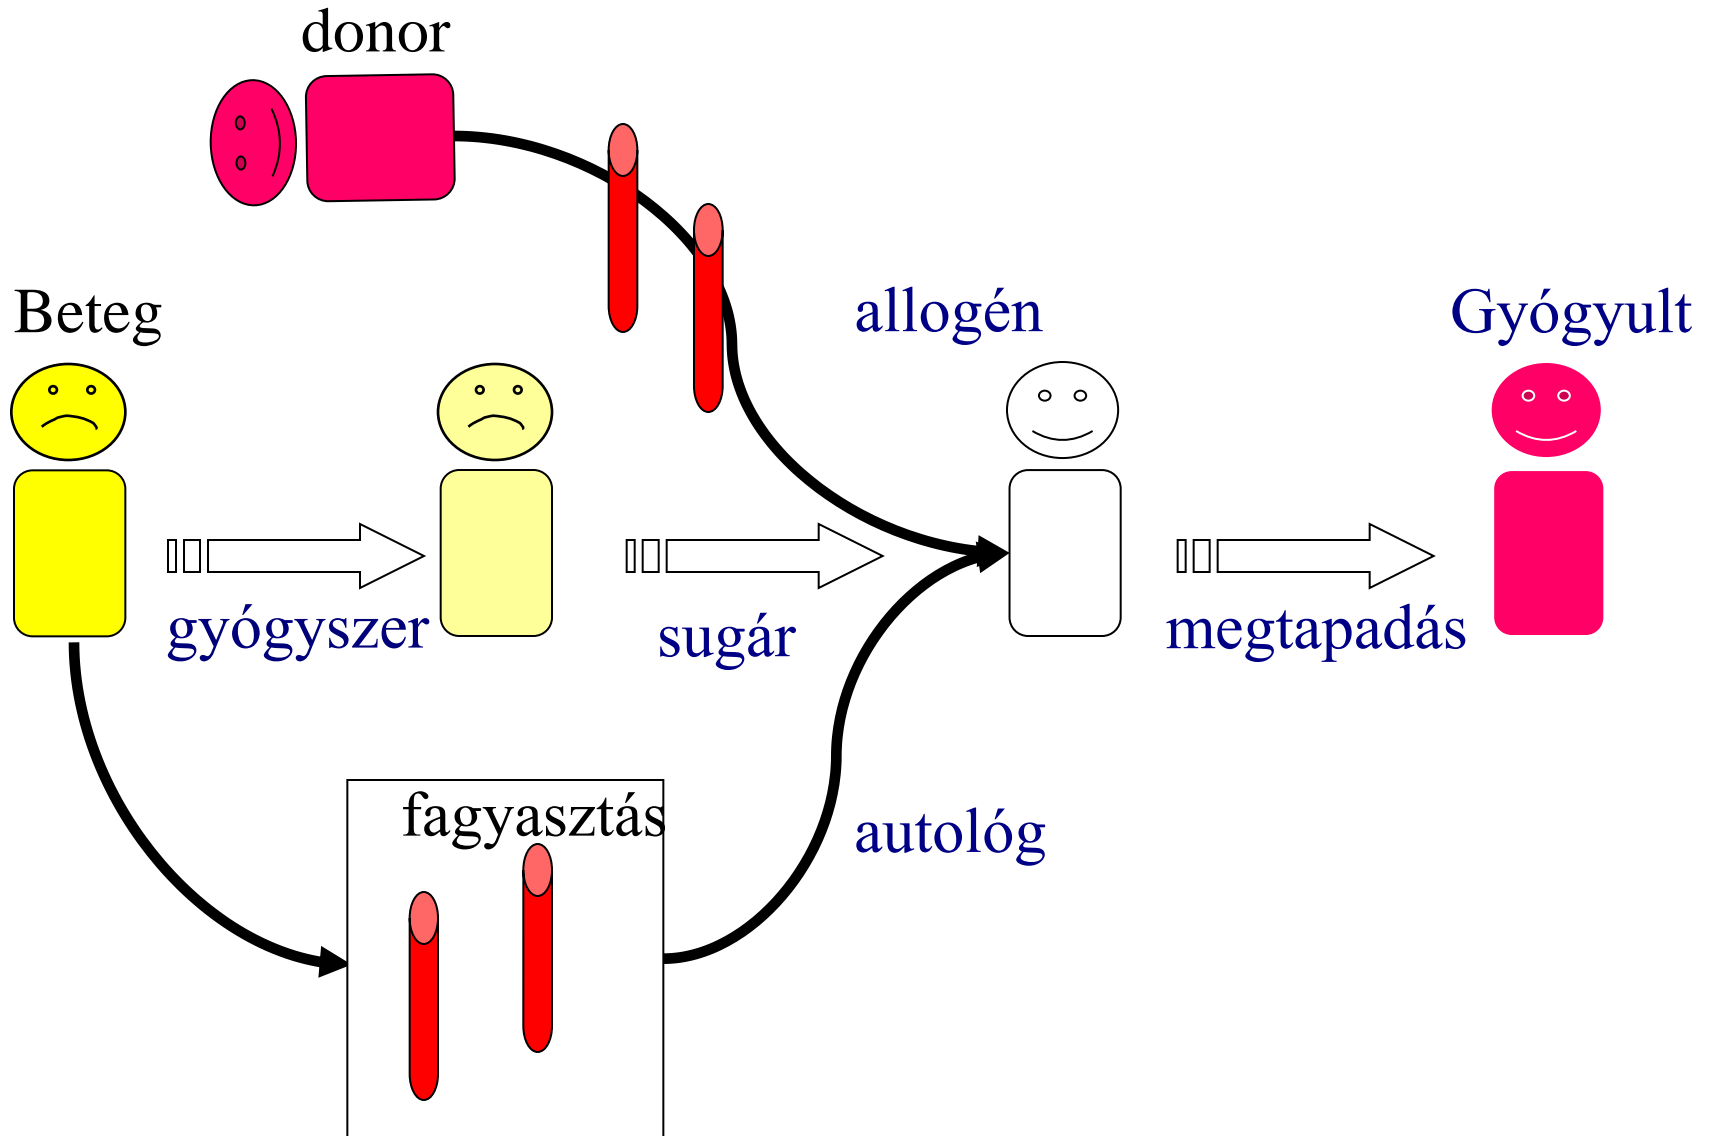 donor
Beteg
allogén
Gyógyult
gyógyszer
sugár
megtapadás
fagyasztás
autológ